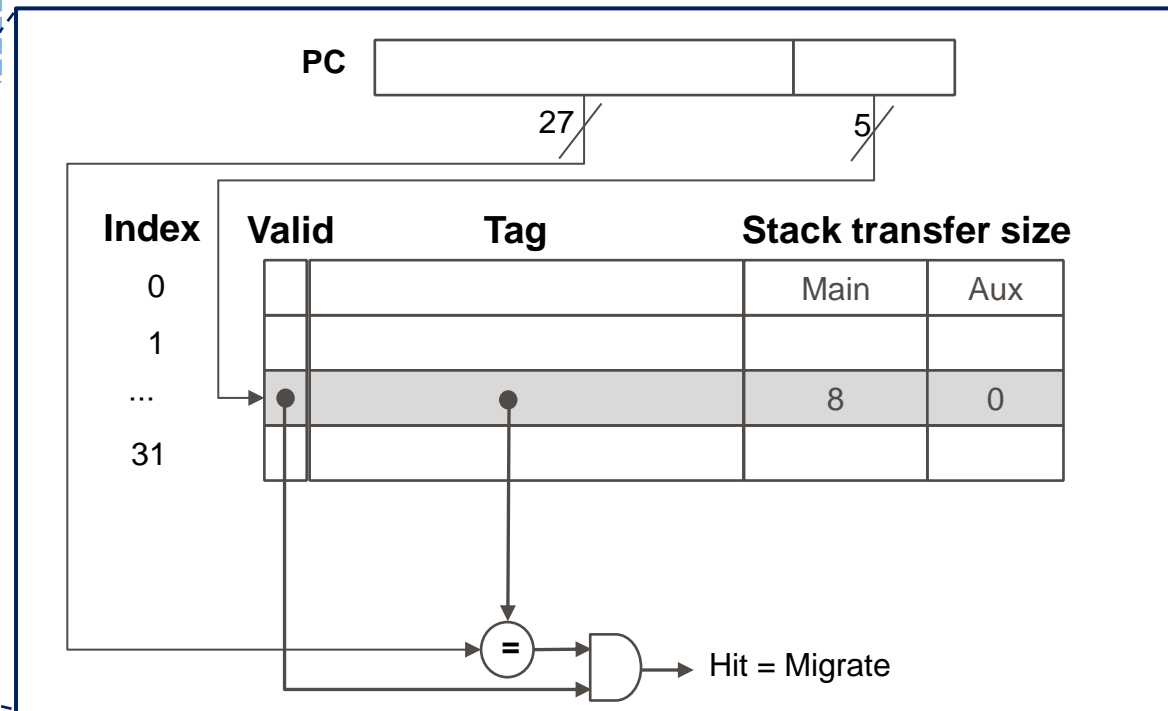 PC
27 5
Index Valid Tag Stack transfer size
0 Main Aux
1
... 8 0
31
=
Hit = Migrate